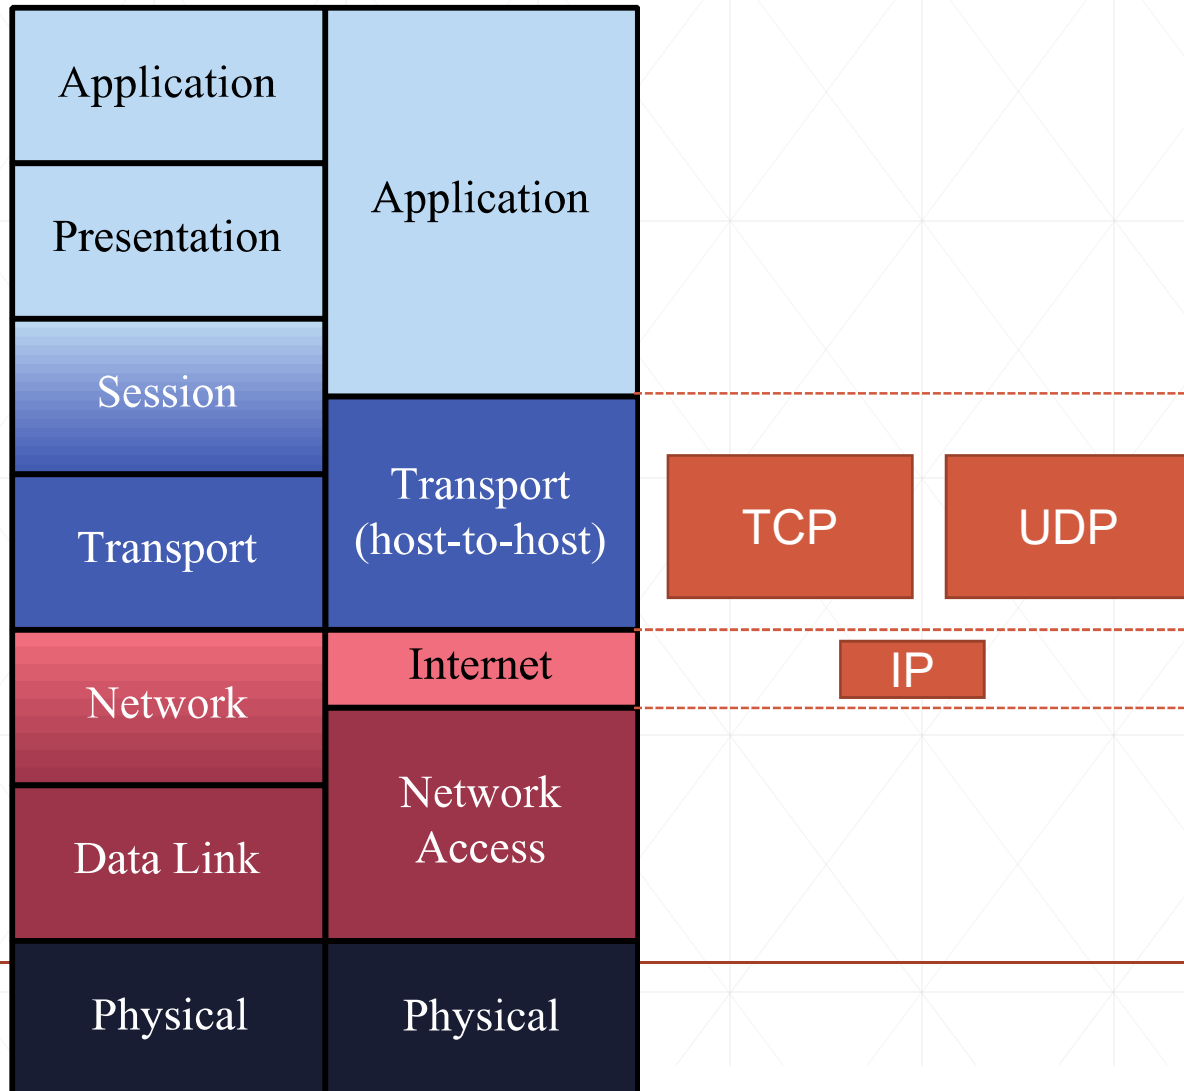 Application
Presentation
Session
Transport
Network
Data Link
Physical
Application
Transport
(host-to-host)
Internet
Network
Access
Physical
TCP
UDP
IP